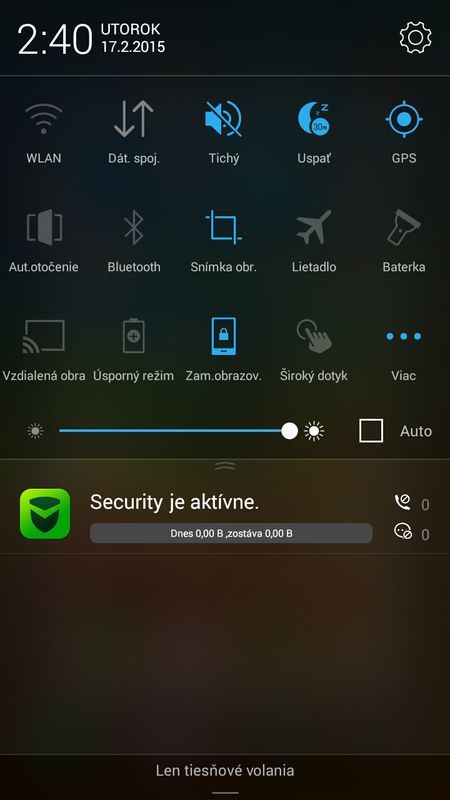 2:40 UTOROK
17.2.2015
WLAN Dát. spoj. Tichý Uspať GPS
z z
30m
Aut.otočenie Bluetooth Snímka obr. Lietadlo Baterka
Vzdialená obra Úsporný režim Zam.obrazov. Široký dotyk Viac
Auto
Security je aktívne. 0
Dnes 0,00 B ,zostáva 0,00 B 0
Len tiesňové volania